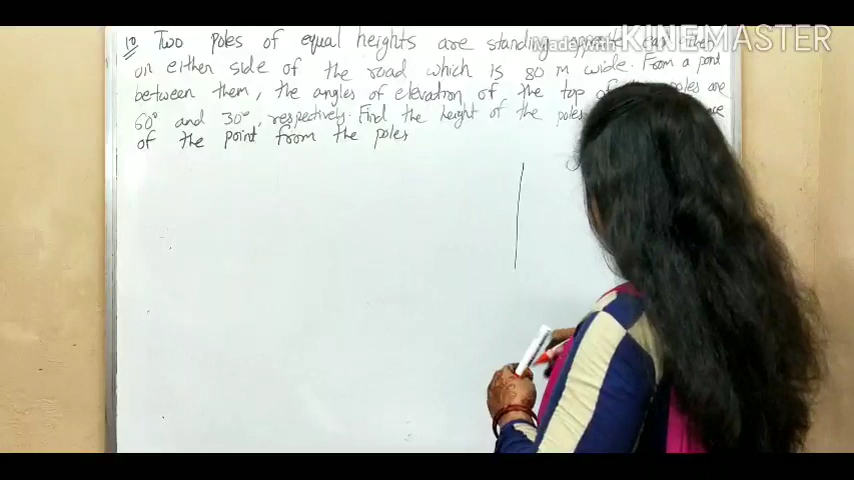 10 Two poles of equal heights are standing
Made with KINEMASTER
on either side of the road which is 80 m wide. From a point
between them, the angles of elevation of the top of poles are
60° and 30°, respectively. Find the height of the poles
of the point from the poles